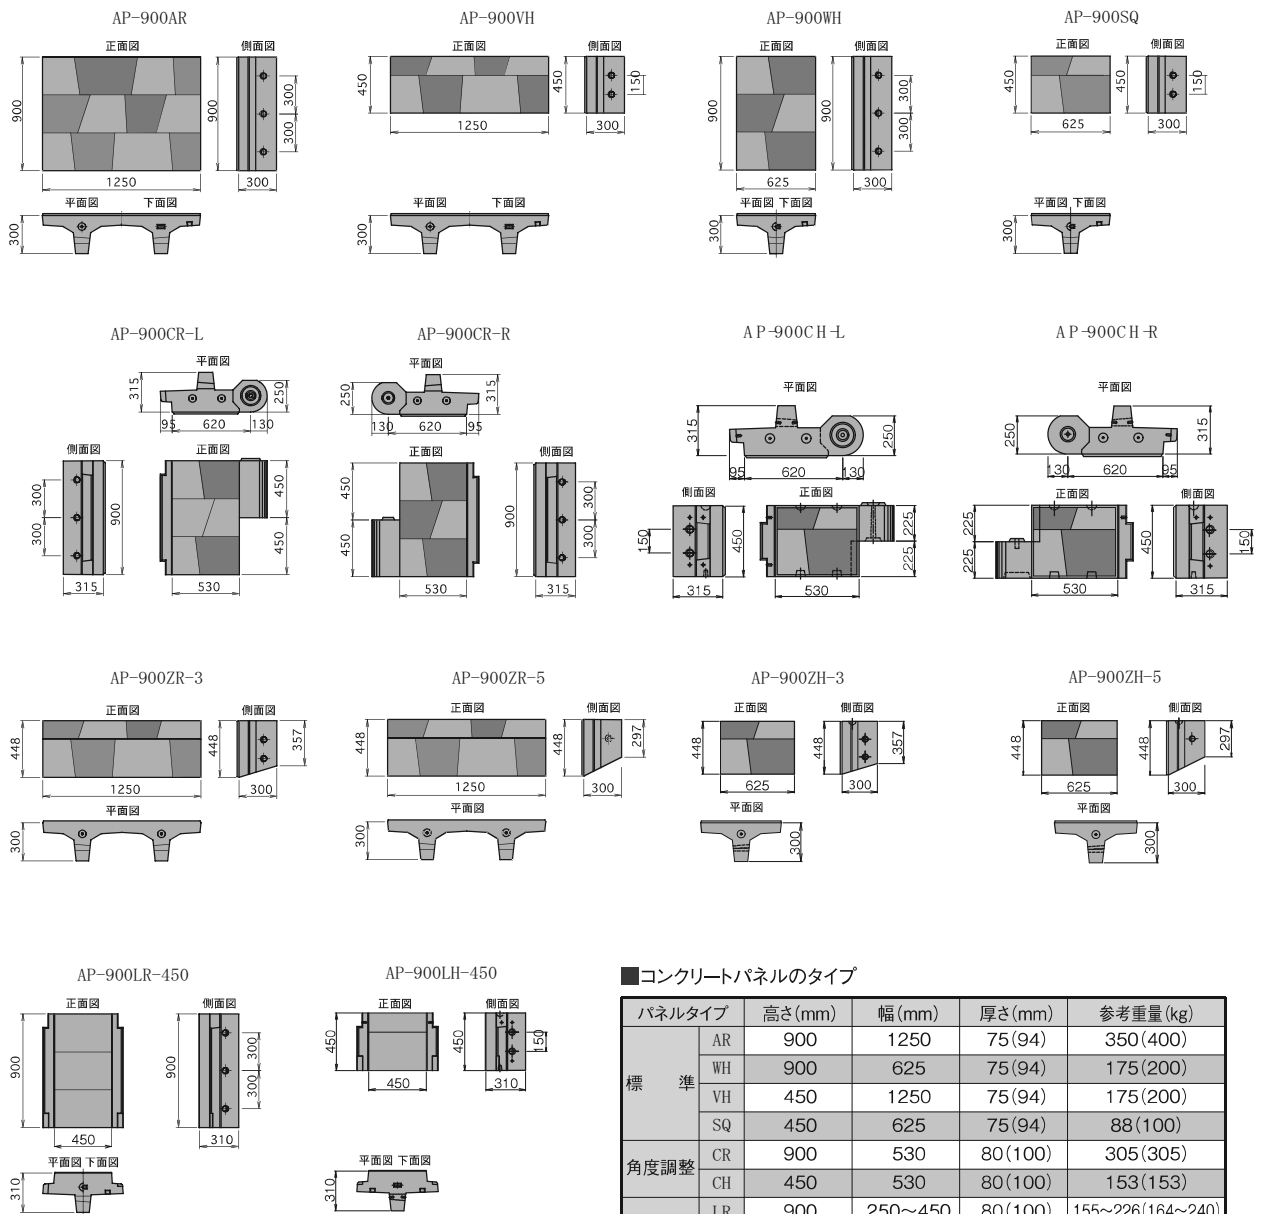 AP-900AR
正面図
側面図
900
1250
900
300
300
300
平面図
下面図
300
AP-900VH
正面図
側面図
450
1250
450
150
300
平面図
下面図
300
AP-900WH
正面図
側面図
900
625
900
300
300
300
平面図 下面図
300
AP-900SQ
正面図
側面図
450
625
450
150
300
平面図 下面図
300
AP-900CR-L
平面図
315
250
95
620
130
側面図
正面図
300
300
900
315
450
450
530
AP-900CR-R
平面図
250
315
130
620
95
正面図
側面図
450
450
530
900
300
300
315
AP-900CH-L
平面図
315
250
95
620
130
側面図
正面図
150
450
315
225
225
530
AP-900CH-R
平面図
250
315
130
620
95
正面図
側面図
225
225
530
450
150
315
AP-900ZR-3
正面図
側面図
448
1250
448
357
300
平面図
300
AP-900ZR-5
正面図
側面図
448
1250
448
297
300
平面図
300
AP-900ZH-3
正面図
側面図
448
625
448
357
300
平面図
300
AP-900ZH-5
正面図
側面図
448
625
448
297
300
平面図
300
AP-900LR-450
正面図
側面図
900
450
900
300
300
310
平面図 下面図
310
AP-900LH-450
正面図
側面図
450
450
450
150
310
平面図 下面図
310
■コンクリートパネルのタイプ
パネルタイプ 高さ(mm) 幅(mm) 厚さ(mm) 参考重量(kg)
標 準 AR 900 1250 75(94) 350(400)
WH 900 625 75(94) 175(200)
VH 450 1250 75(94) 175(200)
SQ 450 625 75(94) 88(100)
角度調整 CR 900 530 80(100) 305(305)
CH 450 530 80(100) 153(153)
LR 900 250~450 80(100) 155~226(164~240)